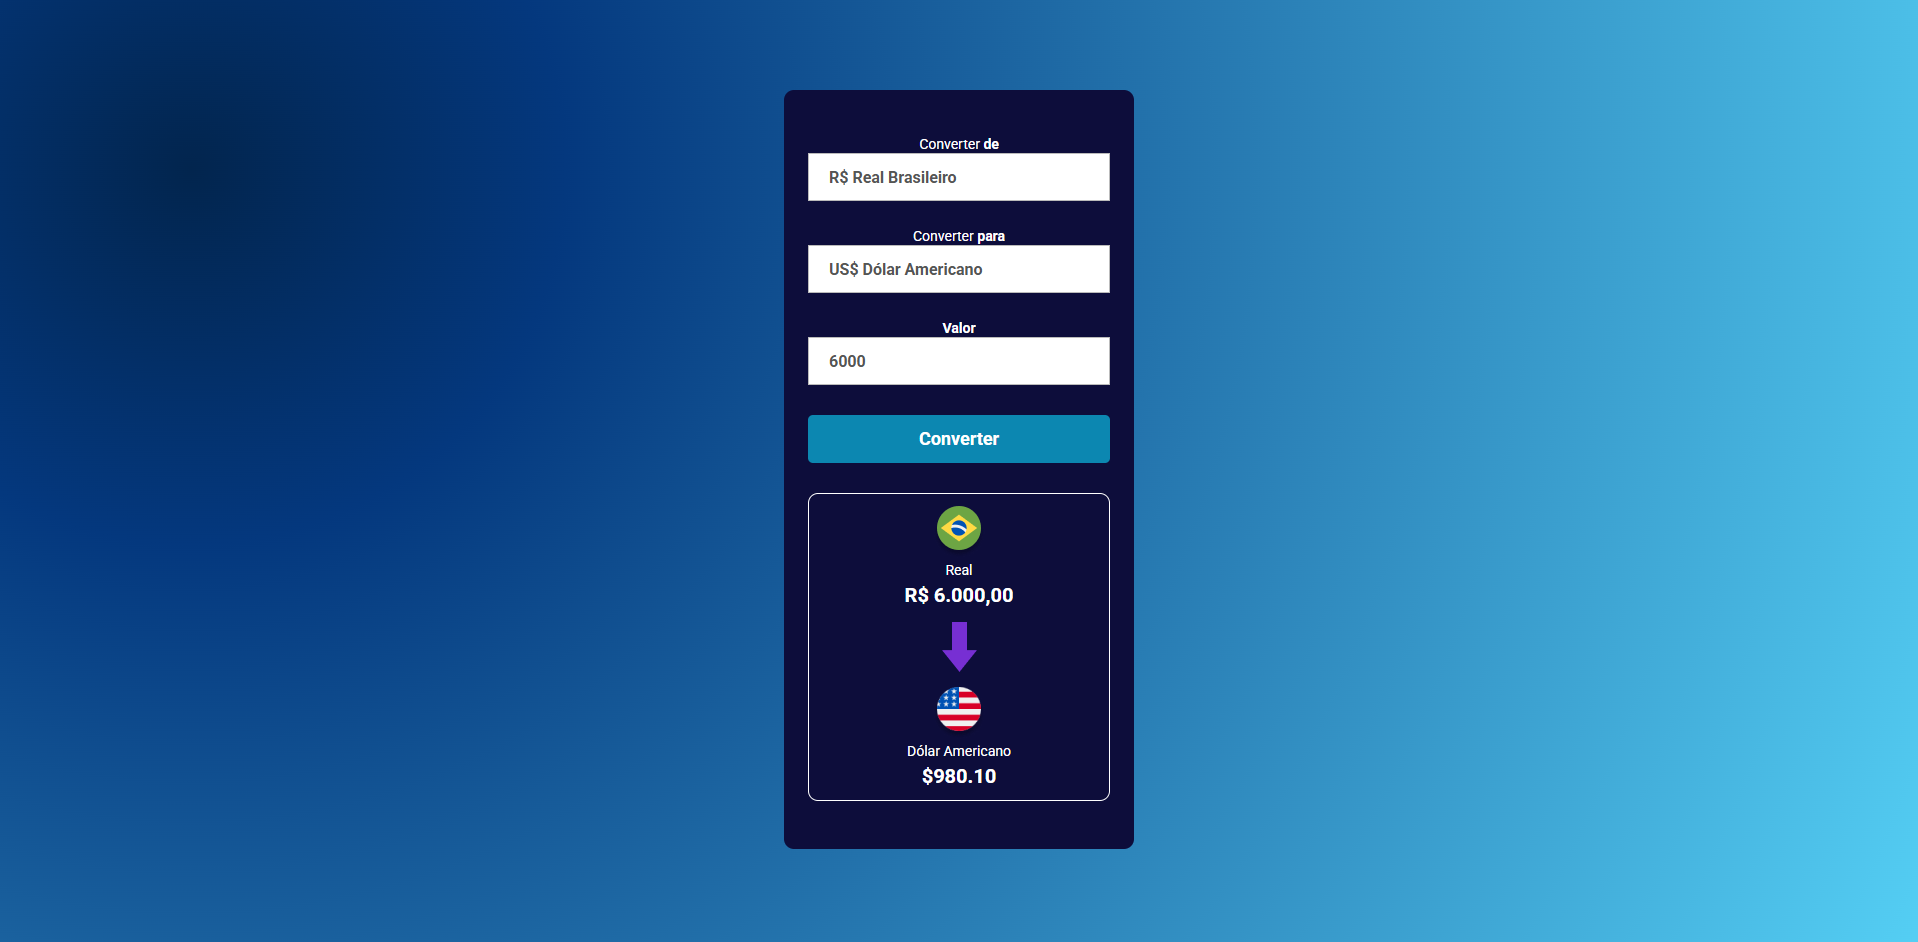 Converter de
R$ Real Brasileiro
Converter para
US$ Dólar Americano
Valor
6000
Converter
Real
R$ 6.000,00
Dólar Americano
$980.10